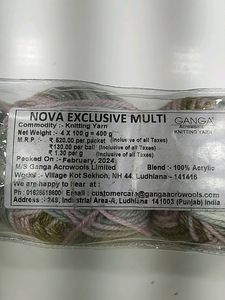 NOVA EXCLUSIVE MULTI
GANGA
ACROWOOLS
KNITTING YARN
Commodity :- Knitting Yarn
Net Weight :- 4 X 100 g = 400 g
M.R.P. :- ₹ 520.00 per packet (Inclusive of all Taxes)
₹130.00 per ball (Inclusive of all Taxes)
₹ 1.30 per g (Inclusive of all Taxes)
Packed On :- February, 2024
M/S Ganga Acrowools Limited Blend :- 100% Acrylic
Works :- Village Kot Sekhon, NH 44, Ludhiana - 141416
We are happy to hear at :
Ph : Email : customercare@gangaacrowools.com
Address :- 249, Industrial Area-A, Ludhiana 141003 (Punjab) India